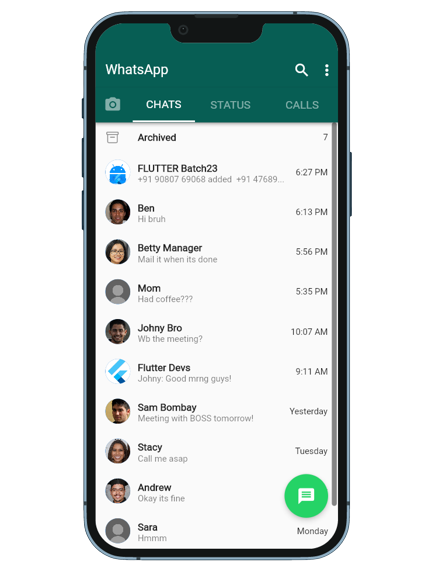 WhatsApp
CHATS STATUS CALLS
Archived 7
FLUTTER Batch23 6:27 PM
+91 90807 69068 added +91 47689...
Ben 6:13 PM
Hi bruh
Betty Manager 5:56 PM
Mail it when its done
Mom 5:35 PM
Had coffee???
Johny Bro 10:07 AM
Wb the meeting?
Flutter Devs 9:11 AM
Johny: Good mrng guys!
Sam Bombay Yesterday
Meeting with BOSS tomorrow!
Stacy Tuesday
Call me asap
Andrew
Okay its fine
Sara Monday
Hmmm